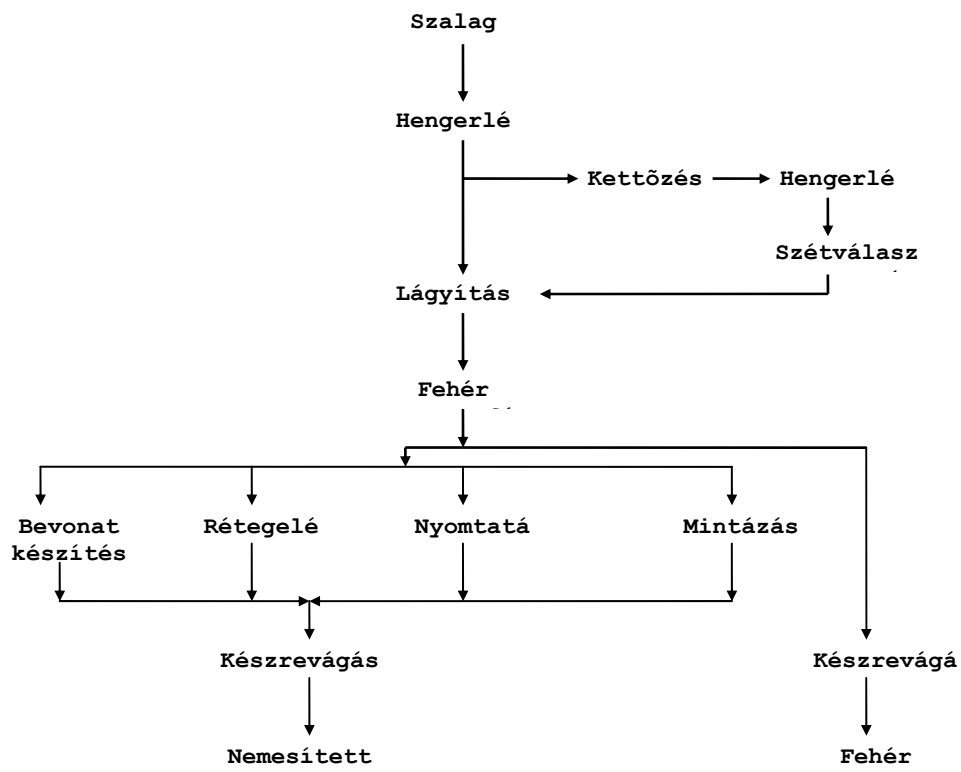 Szalag
Hengerlé
Kettõzés
Hengerlé
Szétválasz
Lágyítás
Fehér
Bevonat
készítés
Rétegelé
Nyomtatá
Mintázás
Készrevágás
Készrevágá
Nemesített
Fehér